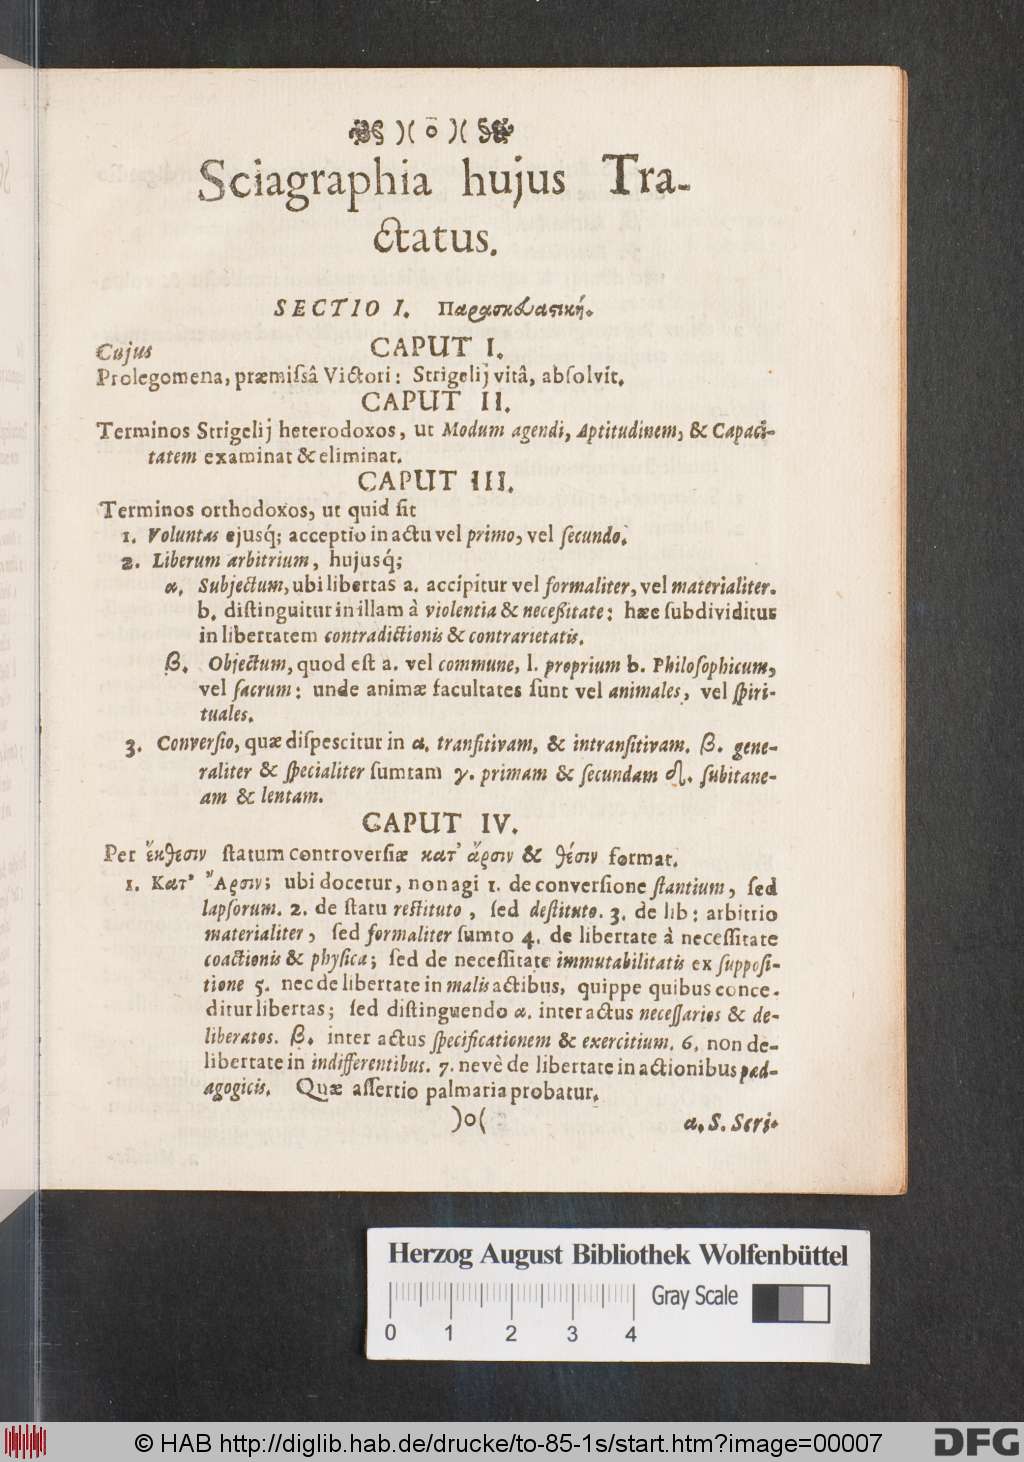 )( o )(
Sciagraphia hujus Tra-
ctatus.
SECTIO I. Παρασκευαστική.
Cujus CAPUT I.
Prolegomena, præmiſsâ Victori: Strigelij vitâ, abſolvit.
CAPUT II.
Terminos Strigelij heterodoxos, ut Modum agendi, Aptitudinem, & Capaci-
tatem examinat & eliminat.
CAPUT III.
Terminos orthodoxos, ut quid ſit
1. Voluntas ejusq́; acceptio in actu vel primo, vel ſecundo.
2. Liberum arbitrium, hujusq́;
α. Subjectum, ubi libertas a. accipitur vel formaliter, vel materialiter.
b. diſtinguitur in illam à violentia & neceßitate: hæc ſubdividitur
in libertatem contradictionis & contrarietatis.
β. Objectum, quod eſt a. vel commune, l. proprium b. Philoſophicum,
vel ſacrum: unde animæ facultates ſunt vel animales, vel ſpiri-
tuales.
3. Converſio, quæ diſpescitur in α. tranſitivam, & intranſitivam. β. gene-
raliter & ſpecialiter ſumtam γ. primam & ſecundam δ. ſubitane-
am & lentam.
CAPUT IV.
Per ἔκθεσιν ſtatum controverſiæ κατ' ἄρσιν & θέσιν format.
1. Κατ' Ἄρσιν; ubi docetur, non agi 1. de converſione ſtantium, ſed
lapſorum. 2. de ſtatu reſtituto, ſed deſtituto. 3. de lib: arbitrio
materialiter, ſed formaliter ſumto 4. de libertate à neceſſitate
coactionis & phyſica; ſed de neceſſitate immutabilitatis ex ſuppoſi-
tione 5. nec de libertate in malis actibus, quippe quibus conce-
ditur libertas; ſed diſtinguendo α. inter actus neceſſarios & de-
liberatos. β. inter actus ſpecificationem & exercitium. 6. non de-
libertate in indifferentibus. 7. nevè de libertate in actionibus pæd-
agogicis. Quæ aſſertio palmaria probatur.
)o( α. S. Scri-
Herzog August Bibliothek Wolfenbüttel
Gray Scale
0 1 2 3 4
© HAB http://diglib.hab.de/drucke/to-85-1s/start.htm?image=00007
DFG